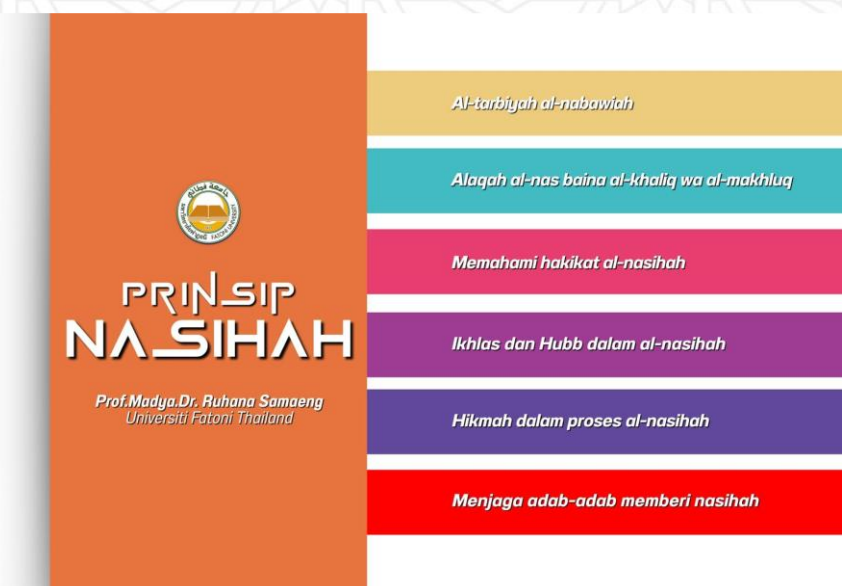 PRINSIP
NASIHAH
Prof.Madya.Dr. Ruhana Samaeng
Universiti Fatoni Thailand
Al-tarbiyah al-nabawiah
Alaqah al-nas baina al-khaliq wa al-makhluq
Memahami hakikat al-nasihah
Ikhlas dan Hubb dalam al-nasihah
Hikmah dalam proses al-nasihah
Menjaga adab-adab memberi nasihah